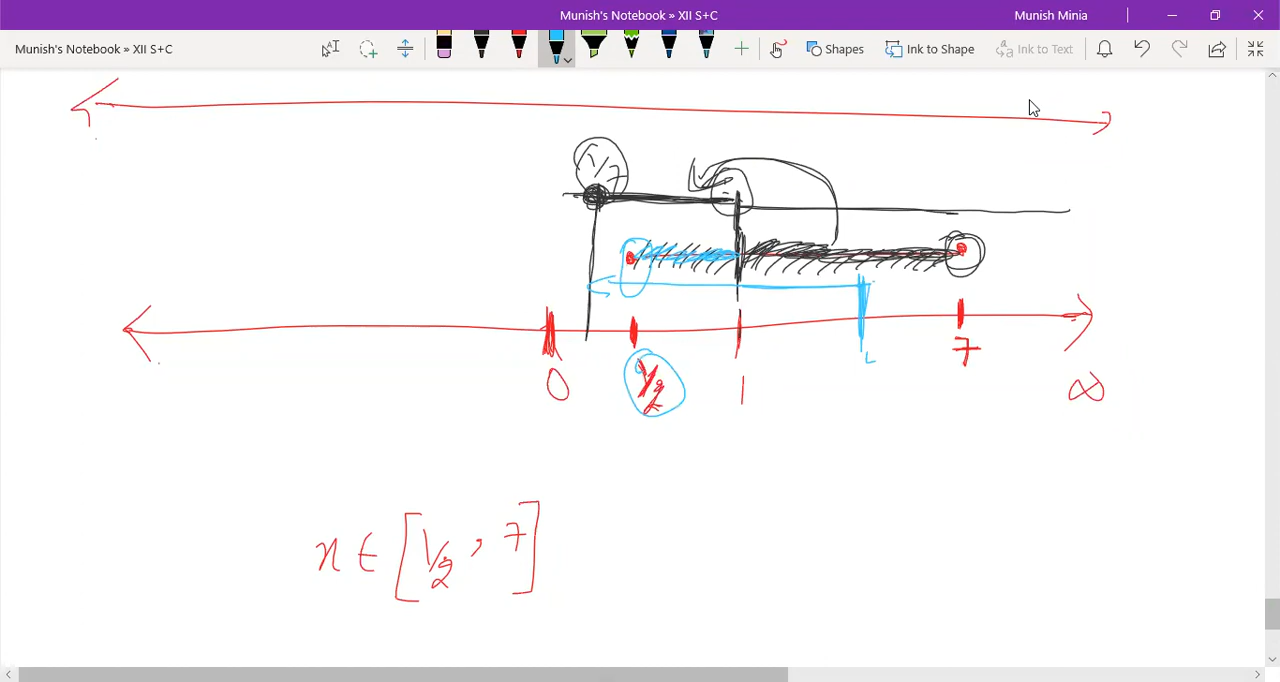 Munish's Notebook » XII S+C
Munish Minia
Munish's Notebook » XII S+C
Shapes
Ink to Shape
Ink to Text
0
1/2
1
7
∞
x ∈ [1/2, 7]